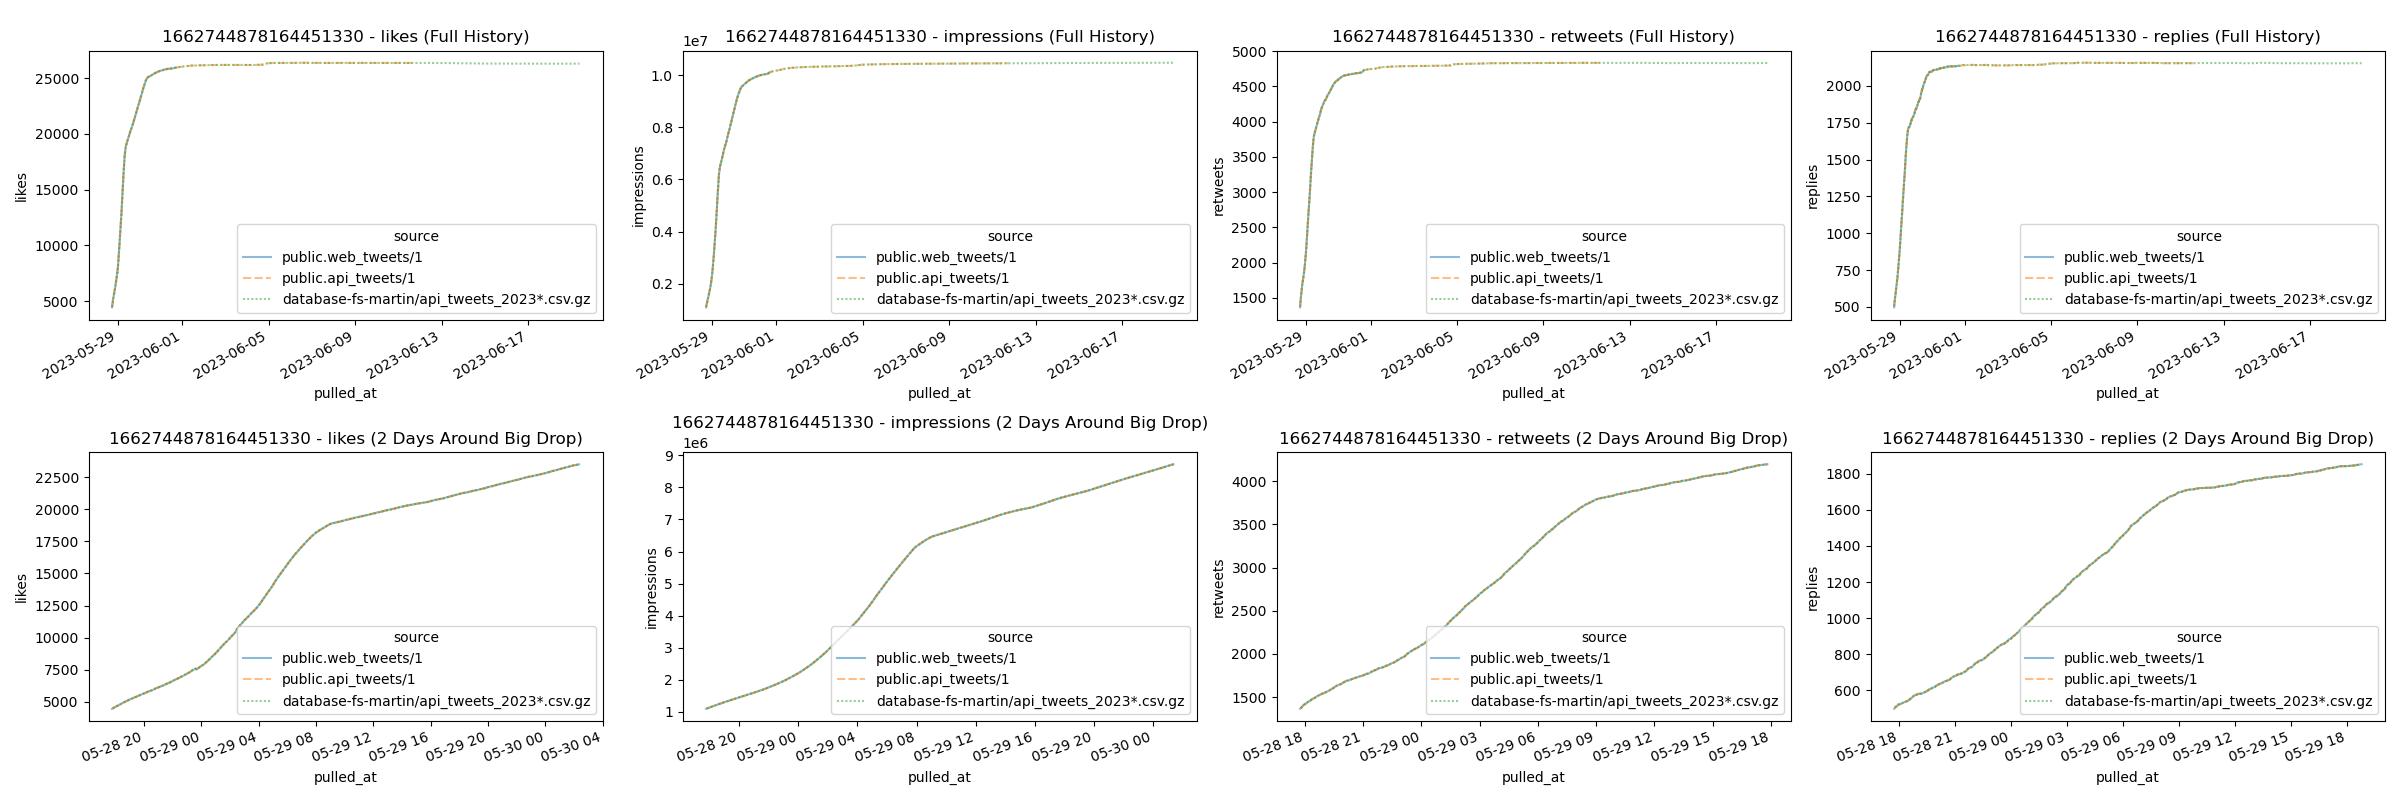 1662744878164451330 - likes (Full History)
25000
20000
15000
10000
5000
likes
source
public.web_tweets/1
public.api_tweets/1
database-fs-martin/api_tweets_2023*.csv.gz
2023-05-29
2023-06-01
2023-06-05
2023-06-09
2023-06-13
2023-06-17
pulled_at
1662744878164451330 - impressions (Full History)
1e7
1.0
0.8
0.6
0.4
0.2
impressions
source
public.web_tweets/1
public.api_tweets/1
database-fs-martin/api_tweets_2023*.csv.gz
2023-05-29
2023-06-01
2023-06-05
2023-06-09
2023-06-13
2023-06-17
pulled_at
1662744878164451330 - retweets (Full History)
5000
4500
4000
3500
3000
2500
2000
1500
retweets
source
public.web_tweets/1
public.api_tweets/1
database-fs-martin/api_tweets_2023*.csv.gz
2023-05-29
2023-06-01
2023-06-05
2023-06-09
2023-06-13
2023-06-17
pulled_at
1662744878164451330 - replies (Full History)
2000
1750
1500
1250
1000
750
500
replies
source
public.web_tweets/1
public.api_tweets/1
database-fs-martin/api_tweets_2023*.csv.gz
2023-05-29
2023-06-01
2023-06-05
2023-06-09
2023-06-13
2023-06-17
pulled_at
1662744878164451330 - likes (2 Days Around Big Drop)
22500
20000
17500
15000
12500
10000
7500
5000
likes
source
public.web_tweets/1
public.api_tweets/1
database-fs-martin/api_tweets_2023*.csv.gz
05-28 20
05-29 00
05-29 04
05-29 08
05-29 12
05-29 16
05-29 20
05-30 00
05-30 04
pulled_at
1662744878164451330 - impressions (2 Days Around Big Drop)
1e6
9
8
7
6
5
4
3
2
1
impressions
source
public.web_tweets/1
public.api_tweets/1
database-fs-martin/api_tweets_2023*.csv.gz
05-28 20
05-29 00
05-29 04
05-29 08
05-29 12
05-29 16
05-29 20
05-30 00
pulled_at
1662744878164451330 - retweets (2 Days Around Big Drop)
4000
3500
3000
2500
2000
1500
retweets
source
public.web_tweets/1
public.api_tweets/1
database-fs-martin/api_tweets_2023*.csv.gz
05-28 18
05-28 21
05-29 00
05-29 03
05-29 06
05-29 09
05-29 12
05-29 15
05-29 18
pulled_at
1662744878164451330 - replies (2 Days Around Big Drop)
1800
1600
1400
1200
1000
800
600
replies
source
public.web_tweets/1
public.api_tweets/1
database-fs-martin/api_tweets_2023*.csv.gz
05-28 18
05-28 21
05-29 00
05-29 03
05-29 06
05-29 09
05-29 12
05-29 15
05-29 18
pulled_at